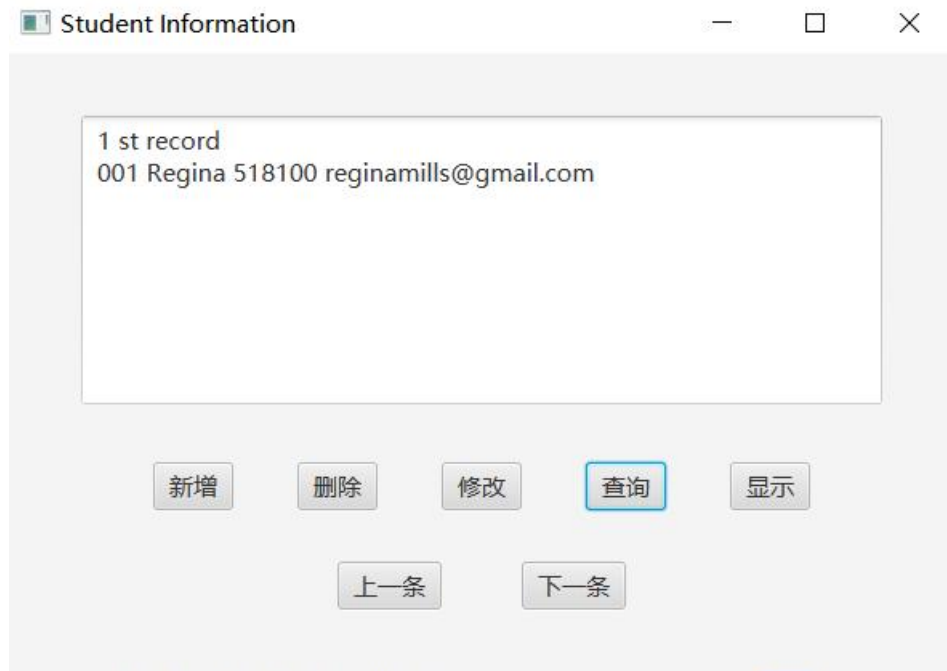 Student Information
1 st record
001 Regina 518100 reginamills@gmail.com
新增 删除 修改 查询 显示
上一条 下一条